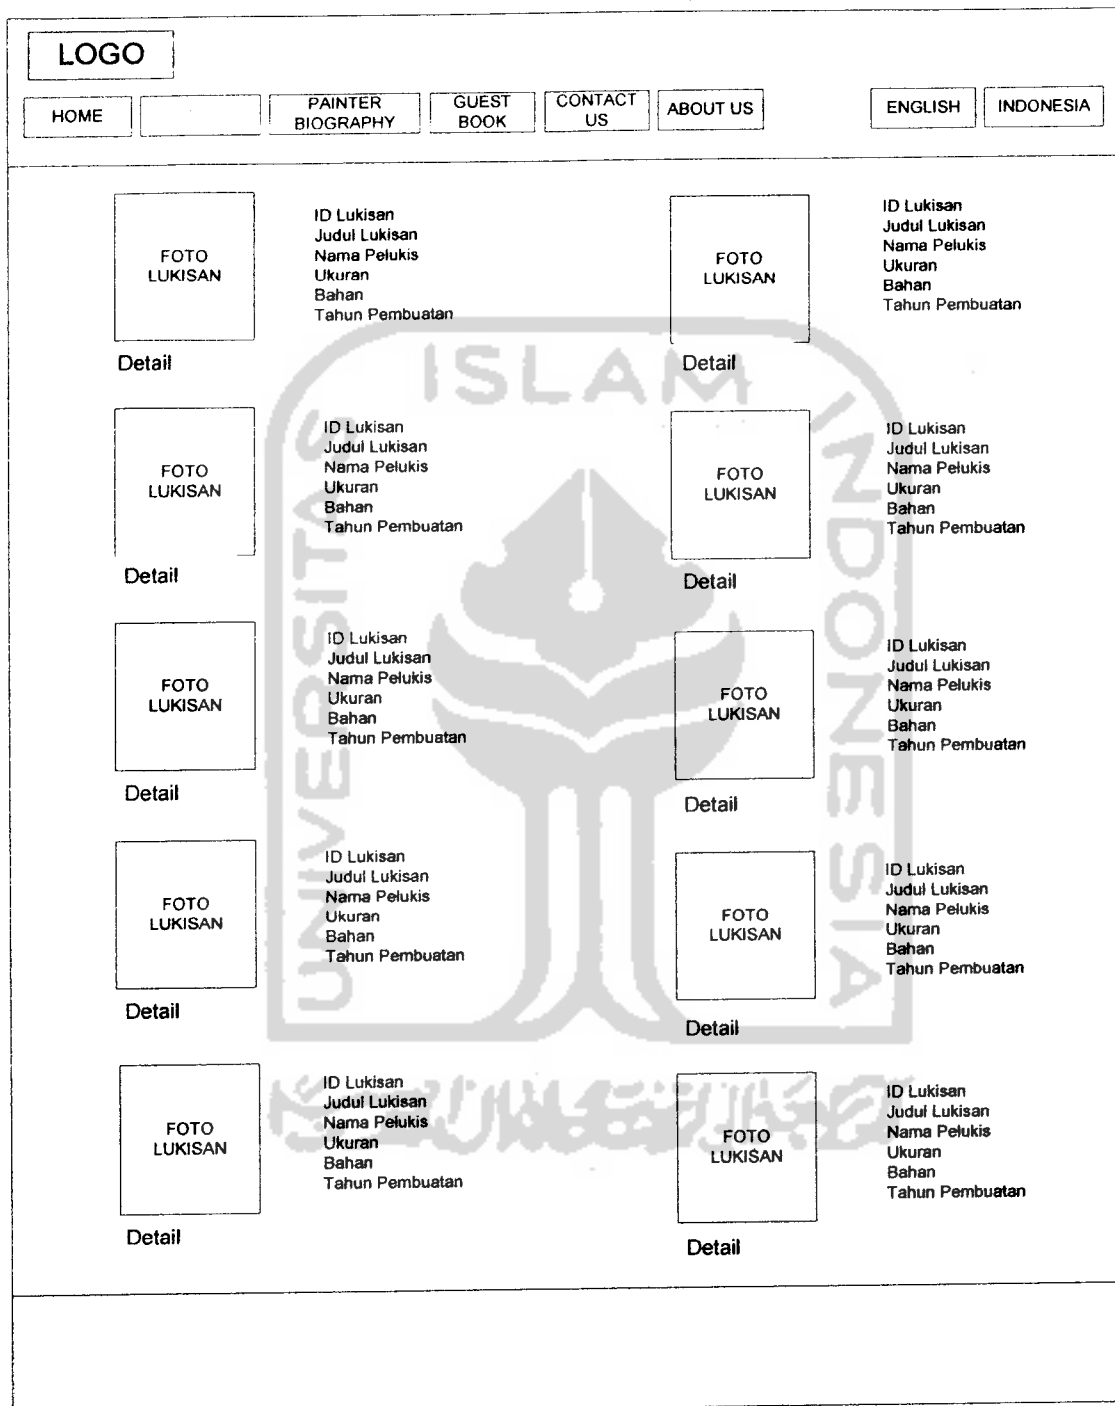 LOGO
HOME
PAINTER
BIOGRAPHY
GUEST
BOOK
CONTACT
US
ABOUT US
ENGLISH
INDONESIA
FOTO
LUKISAN
ID Lukisan
Judul Lukisan
Nama Pelukis
Ukuran
Bahan
Tahun Pembuatan
Detail
FOTO
LUKISAN
ID Lukisan
Judul Lukisan
Nama Pelukis
Ukuran
Bahan
Tahun Pembuatan
Detail
FOTO
LUKISAN
ID Lukisan
Judul Lukisan
Nama Pelukis
Ukuran
Bahan
Tahun Pembuatan
Detail
FOTO
LUKISAN
ID Lukisan
Judul Lukisan
Nama Pelukis
Ukuran
Bahan
Tahun Pembuatan
Detail
FOTO
LUKISAN
ID Lukisan
Judul Lukisan
Nama Pelukis
Ukuran
Bahan
Tahun Pembuatan
Detail
FOTO
LUKISAN
ID Lukisan
Judul Lukisan
Nama Pelukis
Ukuran
Bahan
Tahun Pembuatan
Detail
FOTO
LUKISAN
ID Lukisan
Judul Lukisan
Nama Pelukis
Ukuran
Bahan
Tahun Pembuatan
Detail
FOTO
LUKISAN
ID Lukisan
Judul Lukisan
Nama Pelukis
Ukuran
Bahan
Tahun Pembuatan
Detail
FOTO
LUKISAN
ID Lukisan
Judul Lukisan
Nama Pelukis
Ukuran
Bahan
Tahun Pembuatan
Detail
FOTO
LUKISAN
ID Lukisan
Judul Lukisan
Nama Pelukis
Ukuran
Bahan
Tahun Pembuatan
Detail
UNIVERSITAS
ISLAM
INDONESIA